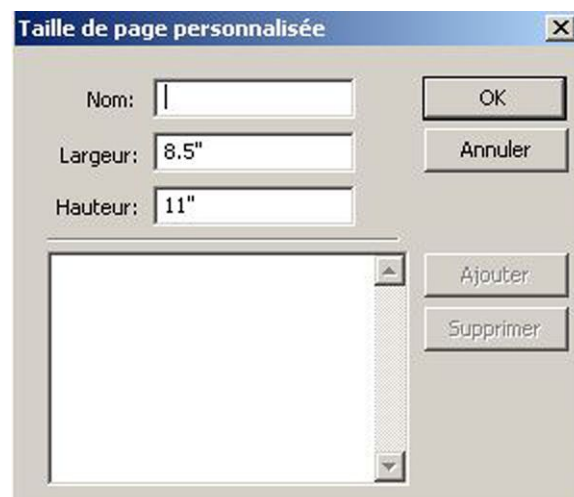 Taille de page personnalisée
Nom:
OK
Largeur: 8.5"
Annuler
Hauteur: 11"
Ajouter
Supprimer